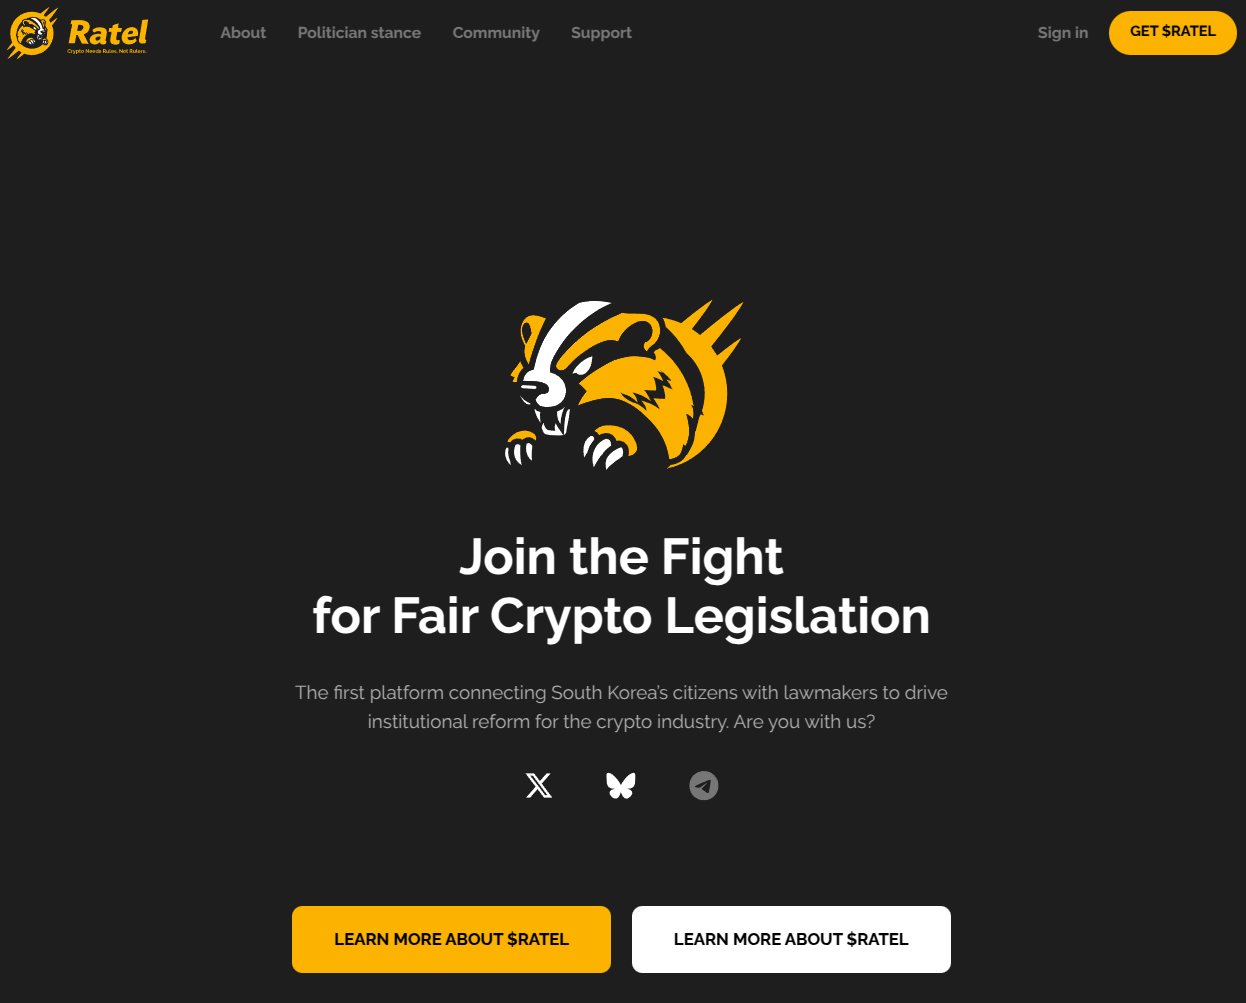 Ratel
Crypto Needs Rules, Not Rulers.
About
Politician stance
Community
Support
Sign in
GET $RATEL
Join the Fight
for Fair Crypto Legislation
The first platform connecting South Korea's citizens with lawmakers to drive
institutional reform for the crypto industry. Are you with us?
LEARN MORE ABOUT $RATEL
LEARN MORE ABOUT $RATEL